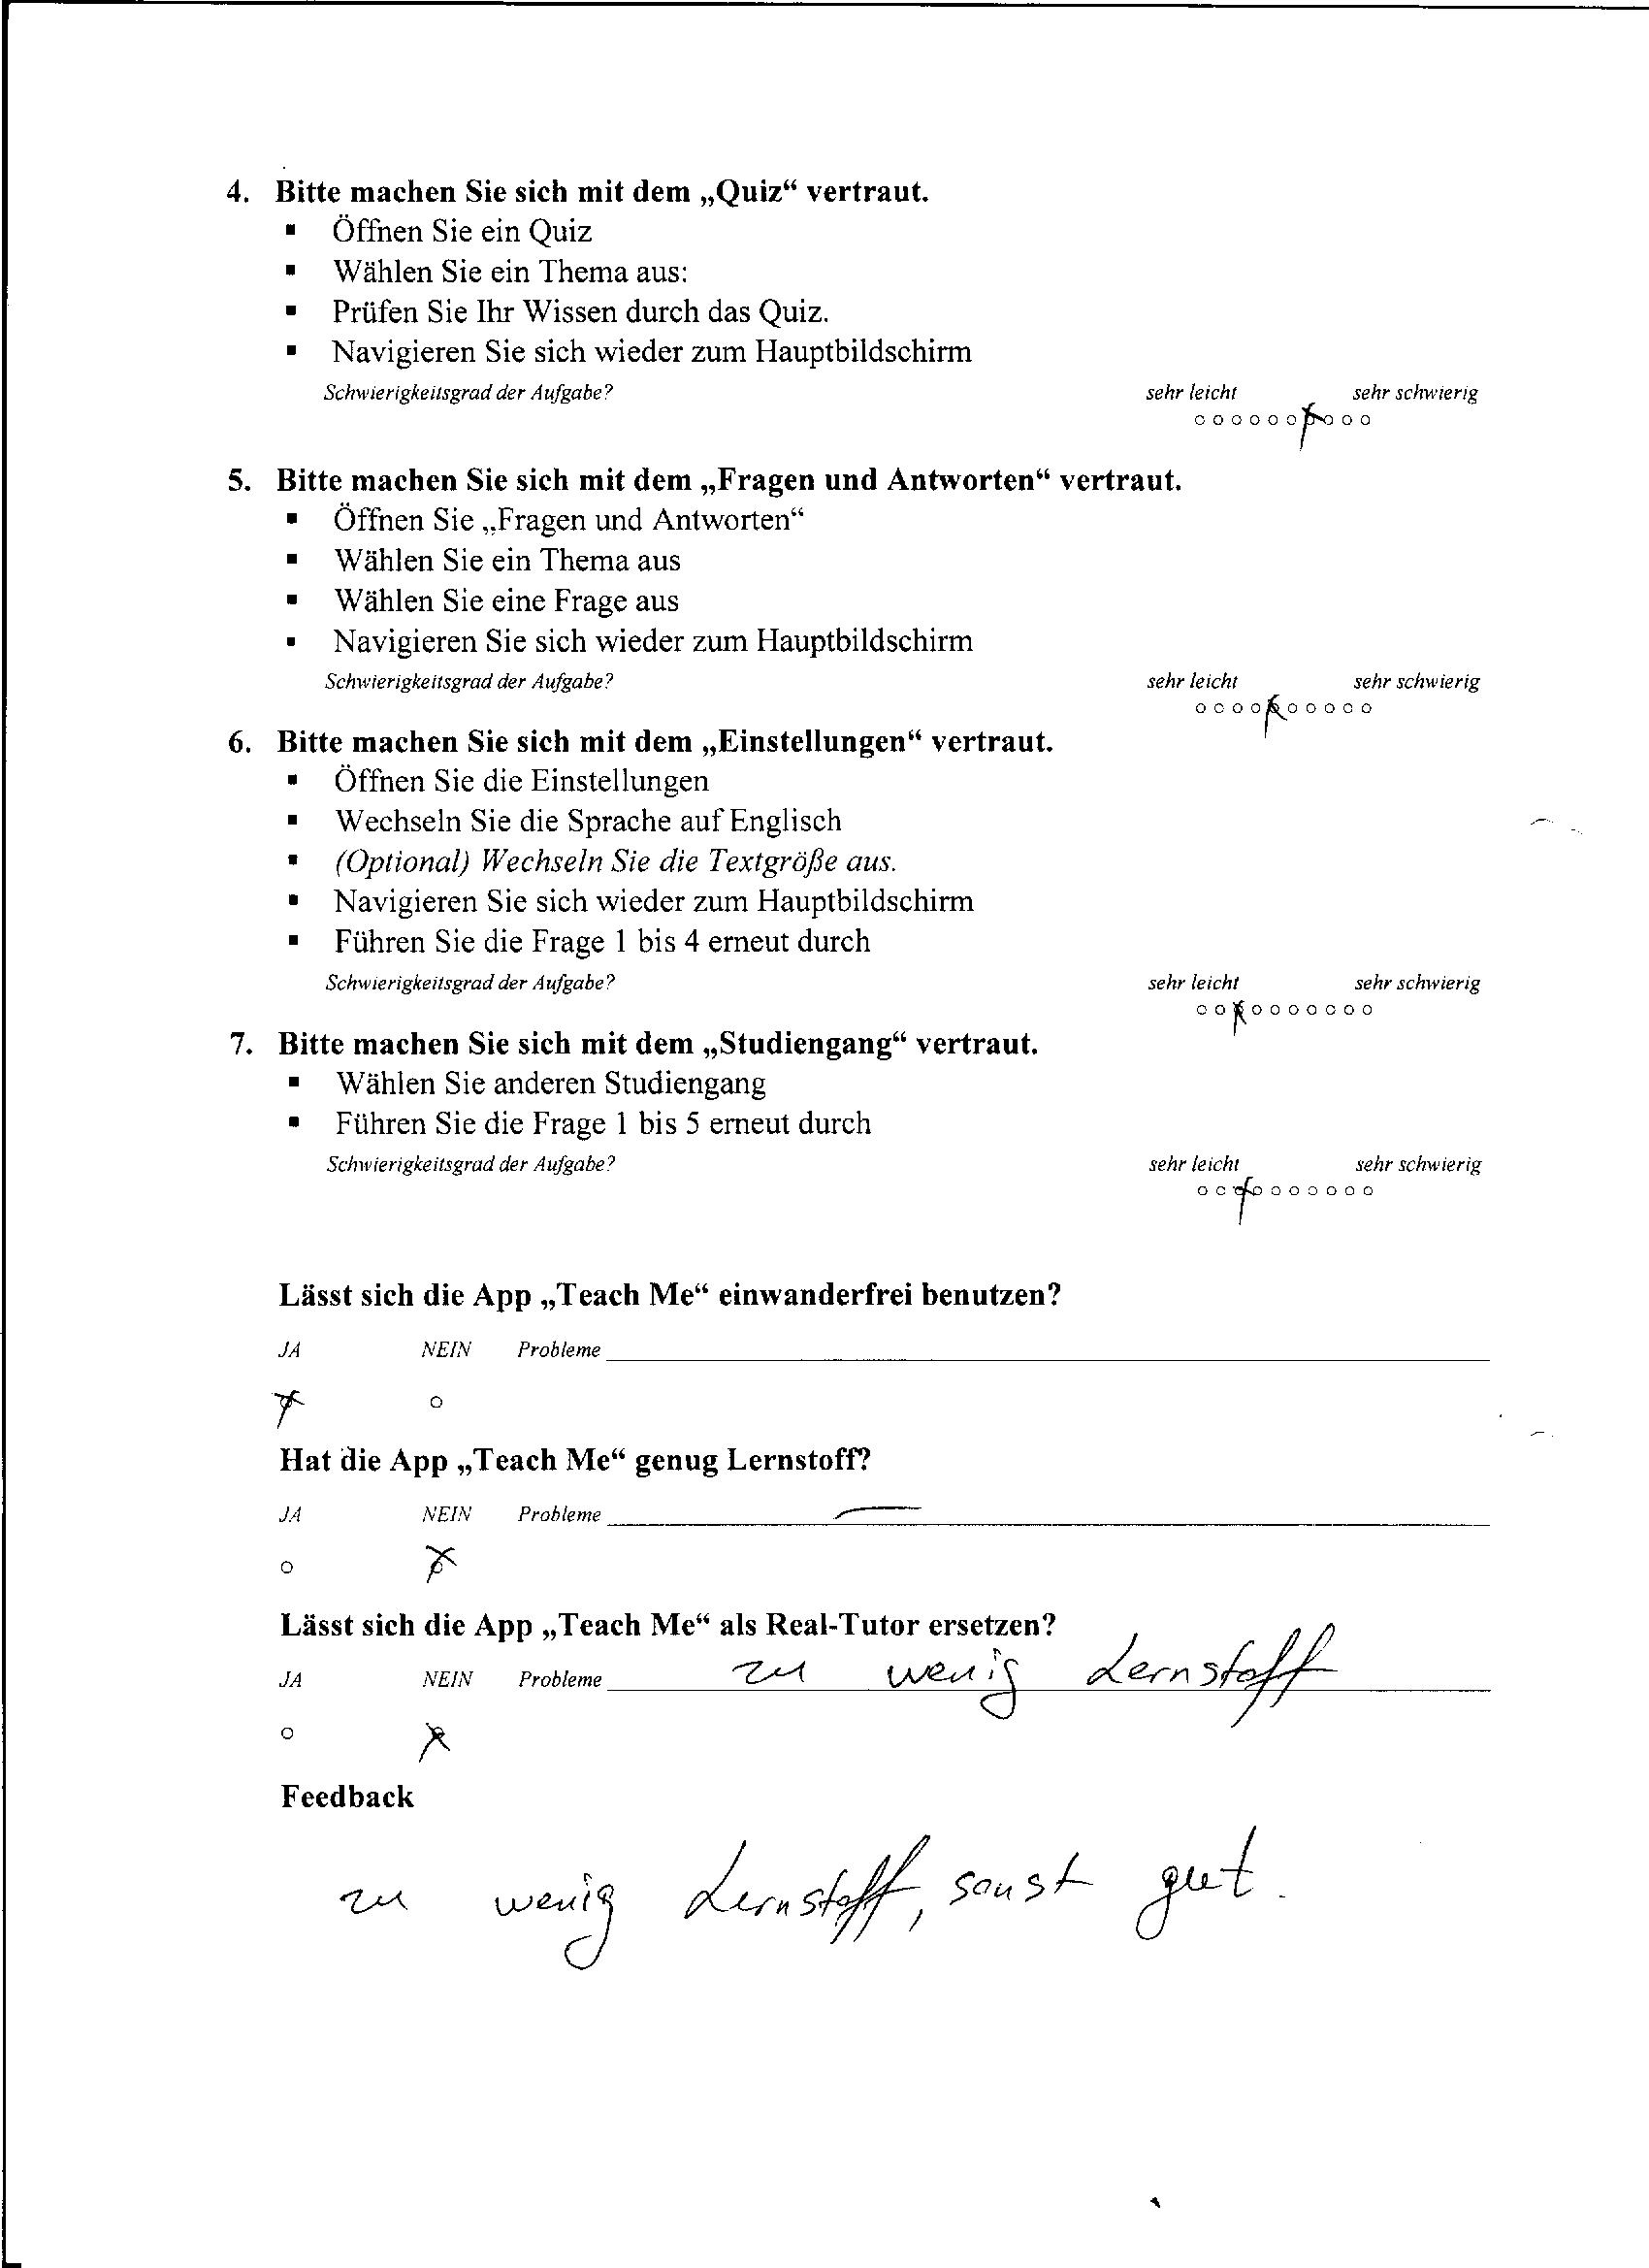 4. Bitte machen Sie sich mit dem „Quiz“ vertraut.
▪ Öffnen Sie ein Quiz
▪ Wählen Sie ein Thema aus:
▪ Prüfen Sie Ihr Wissen durch das Quiz.
▪ Navigieren Sie sich wieder zum Hauptbildschirm
Schwierigkeitsgrad der Aufgabe? sehr leicht sehr schwierig
5. Bitte machen Sie sich mit dem „Fragen und Antworten“ vertraut.
▪ Öffnen Sie „Fragen und Antworten“
▪ Wählen Sie ein Thema aus
▪ Wählen Sie eine Frage aus
▪ Navigieren Sie sich wieder zum Hauptbildschirm
Schwierigkeitsgrad der Aufgabe? sehr leicht sehr schwierig
6. Bitte machen Sie sich mit dem „Einstellungen“ vertraut.
▪ Öffnen Sie die Einstellungen
▪ Wechseln Sie die Sprache auf Englisch
▪ (Optional) Wechseln Sie die Textgröße aus.
▪ Navigieren Sie sich wieder zum Hauptbildschirm
▪ Führen Sie die Frage 1 bis 4 erneut durch
Schwierigkeitsgrad der Aufgabe? sehr leicht sehr schwierig
7. Bitte machen Sie sich mit dem „Studiengang“ vertraut.
▪ Wählen Sie anderen Studiengang
▪ Führen Sie die Frage 1 bis 5 erneut durch
Schwierigkeitsgrad der Aufgabe? sehr leicht sehr schwierig
Lässt sich die App „Teach Me“ einwanderfrei benutzen?
JA NEIN Probleme
Hat die App „Teach Me“ genug Lernstoff?
JA NEIN Probleme
Lässt sich die App „Teach Me“ als Real-Tutor ersetzen?
JA NEIN Probleme zu wenig Lernstoff
Feedback
zu wenig Lernstoff, sonst gut.